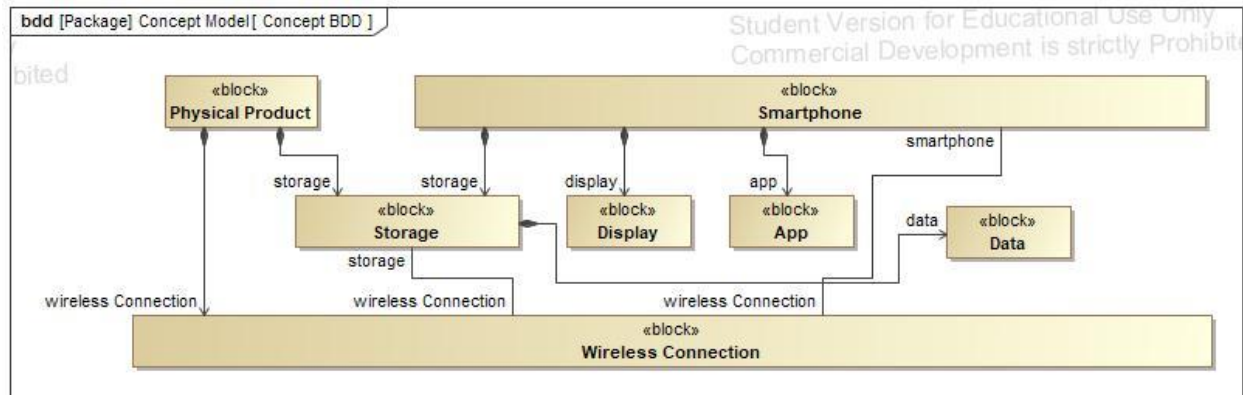 bdd [Package] Concept Model[ Concept BDD ]
Student Version for Educational Use Only
Commercial Development is strictly Prohibite
bited
«block»
Physical Product
«block»
Smartphone
smartphone
storage
storage
display
app
«block»
Storage
«block»
Display
«block»
App
data
«block»
Data
storage
wireless Connection
wireless Connection
wireless Connection
«block»
Wireless Connection